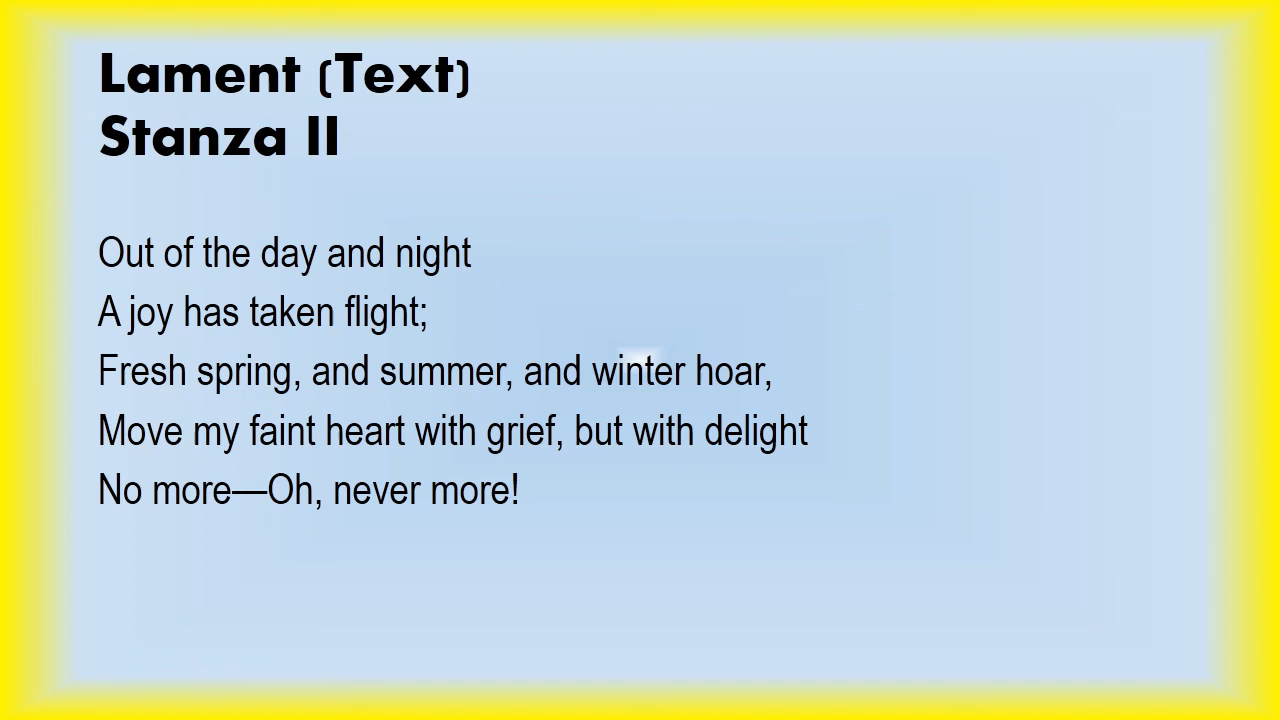 Lament (Text)
Stanza II
Out of the day and night
A joy has taken flight;
Fresh spring, and summer, and winter hoar,
Move my faint heart with grief, but with delight
No more—Oh, never more!